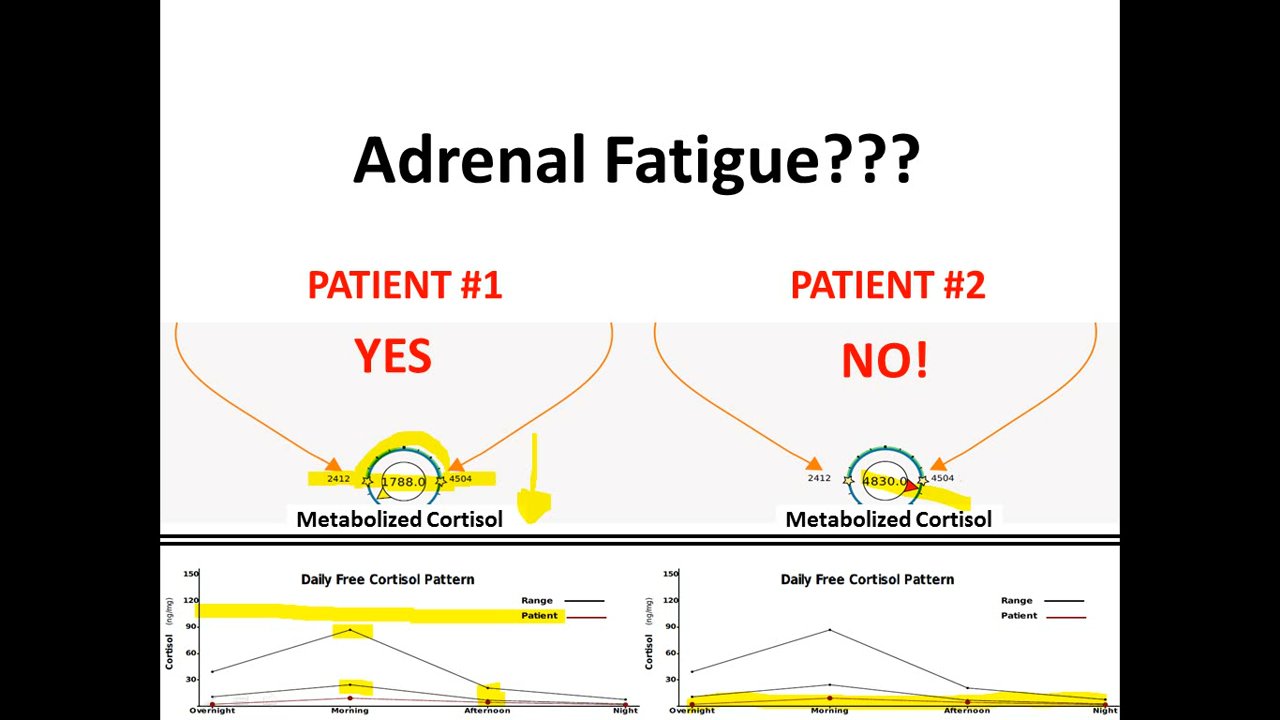 Adrenal Fatigue???
PATIENT #1
YES
2412
1788.0
4504
Metabolized Cortisol
PATIENT #2
NO!
2412
4830.0
4504
Metabolized Cortisol
Daily Free Cortisol Pattern
Range
Patient
Cortisol (ng/mg)
150
120
90
60
30
Overnight
Morning
Afternoon
Night
Daily Free Cortisol Pattern
Range
Patient
Cortisol (ng/mg)
150
120
90
60
30
Overnight
Morning
Afternoon
Night